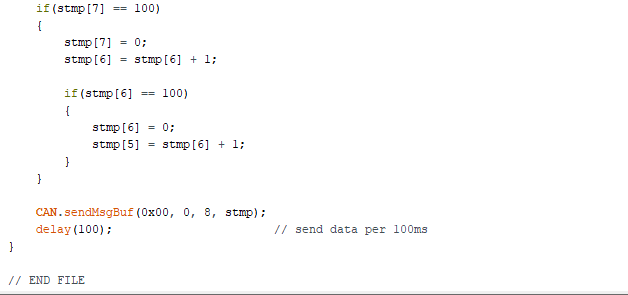 if(stmp[7] == 100)
{
stmp[7] = 0;
stmp[6] = stmp[6] + 1;
if(stmp[6] == 100)
{
stmp[6] = 0;
stmp[5] = stmp[6] + 1;
}
}
CAN.sendMsgBuf(0x00, 0, 8, stmp);
delay(100); // send data per 100ms
}
// END FILE